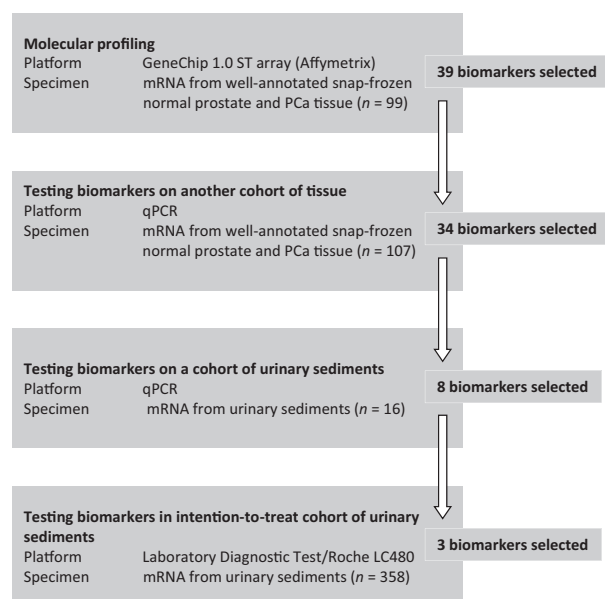 Molecular profiling
Platform GeneChip 1.0 ST array (Affymetrix)
Specimen mRNA from well-annotated snap-frozen
normal prostate and PCa tissue (n = 99)
39 biomarkers selected
Testing biomarkers on another cohort of tissue
Platform qPCR
Specimen mRNA from well-annotated snap-frozen
normal prostate and PCa tissue (n = 107)
34 biomarkers selected
Testing biomarkers on a cohort of urinary sediments
Platform qPCR
Specimen mRNA from urinary sediments (n = 16)
8 biomarkers selected
Testing biomarkers in intention-to-treat cohort of urinary
sediments
Platform Laboratory Diagnostic Test/Roche LC480
Specimen mRNA from urinary sediments (n = 358)
3 biomarkers selected